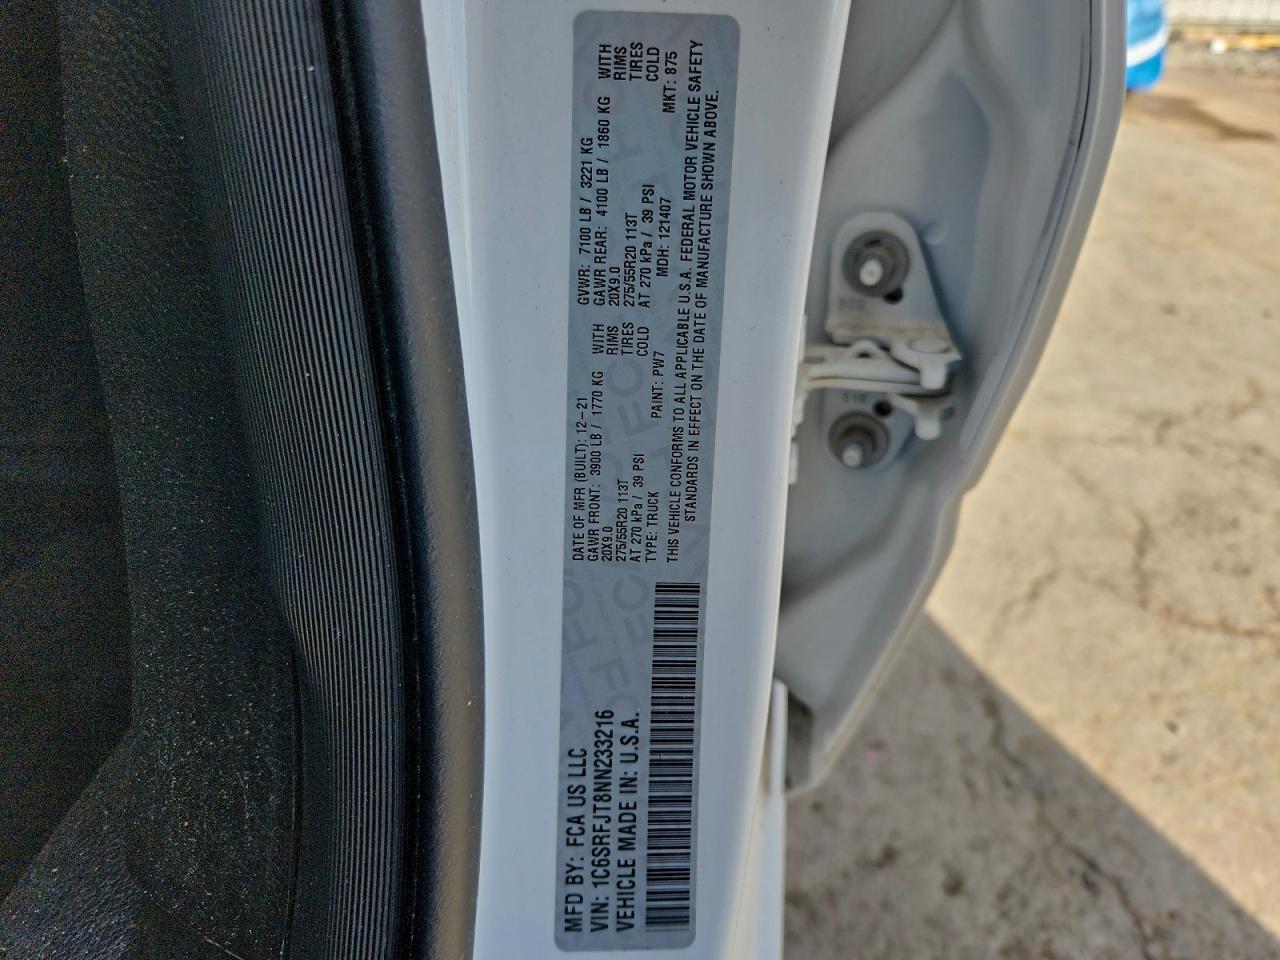 MFD BY: FCA US LLC
VIN: 1C6SRFJT8NN233216
VEHICLE MADE IN: U.S.A.
DATE OF MFR (BUILT): 12-21 GVWR: 7100 LB / 3221 KG
GAWR FRONT: 3900 LB / 1770 KG WITH GAWR REAR: 4100 LB / 1860 KG WITH
20X9.0 RIMS 20X9.0 RIMS
275/55R20 113T TIRES 275/55R20 113T TIRES
AT 270 kPa / 39 PSI COLD AT 270 kPa / 39 PSI COLD
TYPE: TRUCK PAINT: PW7 MDH: 121407 MKT: 875
THIS VEHICLE CONFORMS TO ALL APPLICABLE U.S.A. FEDERAL MOTOR VEHICLE SAFETY
STANDARDS IN EFFECT ON THE DATE OF MANUFACTURE SHOWN ABOVE.